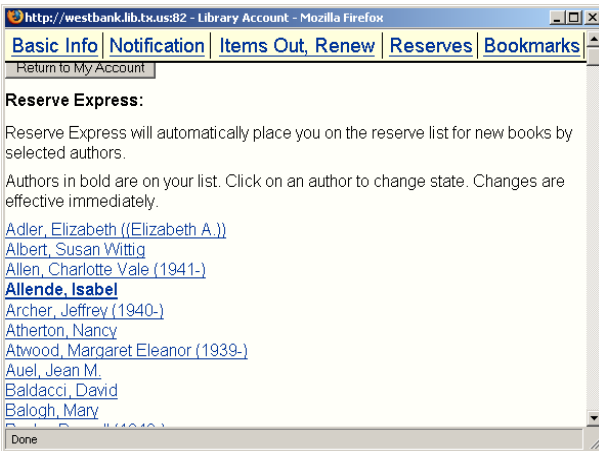 http://westbank.lib.tx.us:82 - Library Account - Mozilla Firefox
Basic Info Notification Items Out, Renew Reserves Bookmarks
Return to My Account
Reserve Express:
Reserve Express will automatically place you on the reserve list for new books by
selected authors.
Authors in bold are on your list. Click on an author to change state. Changes are
effective immediately.
Adler, Elizabeth ((Elizabeth A.))
Albert, Susan Wittig
Allen, Charlotte Vale (1941-)
Allende, Isabel
Archer, Jeffrey (1940-)
Atherton, Nancy
Atwood, Margaret Eleanor (1939-)
Auel, Jean M.
Baldacci, David
Balogh, Mary
Done